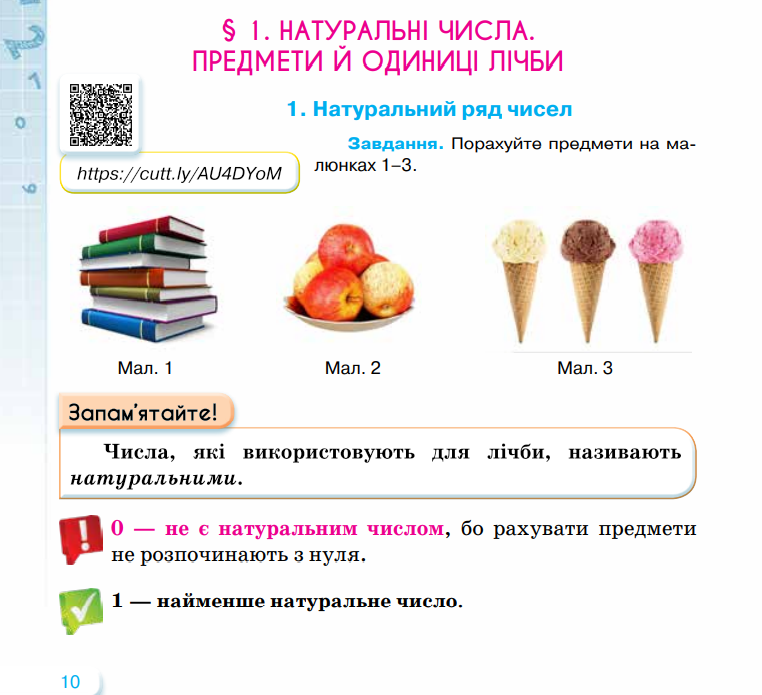 § 1. НАТУРАЛЬНІ ЧИСЛА.
ПРЕДМЕТИ Й ОДИНИЦІ ЛІЧБИ
1. Натуральний ряд чисел
Завдання. Порахуйте предмети на ма-
люнках 1–3.
https://cutt.ly/AU4DYoM
Мал. 1
Мал. 2
Мал. 3
Запам'ятайте!
Числа, які використовують для лічби, називають
натуральними.
0 — не є натуральним числом, бо рахувати предмети
не розпочинають з нуля.
1 — найменше натуральне число.
10